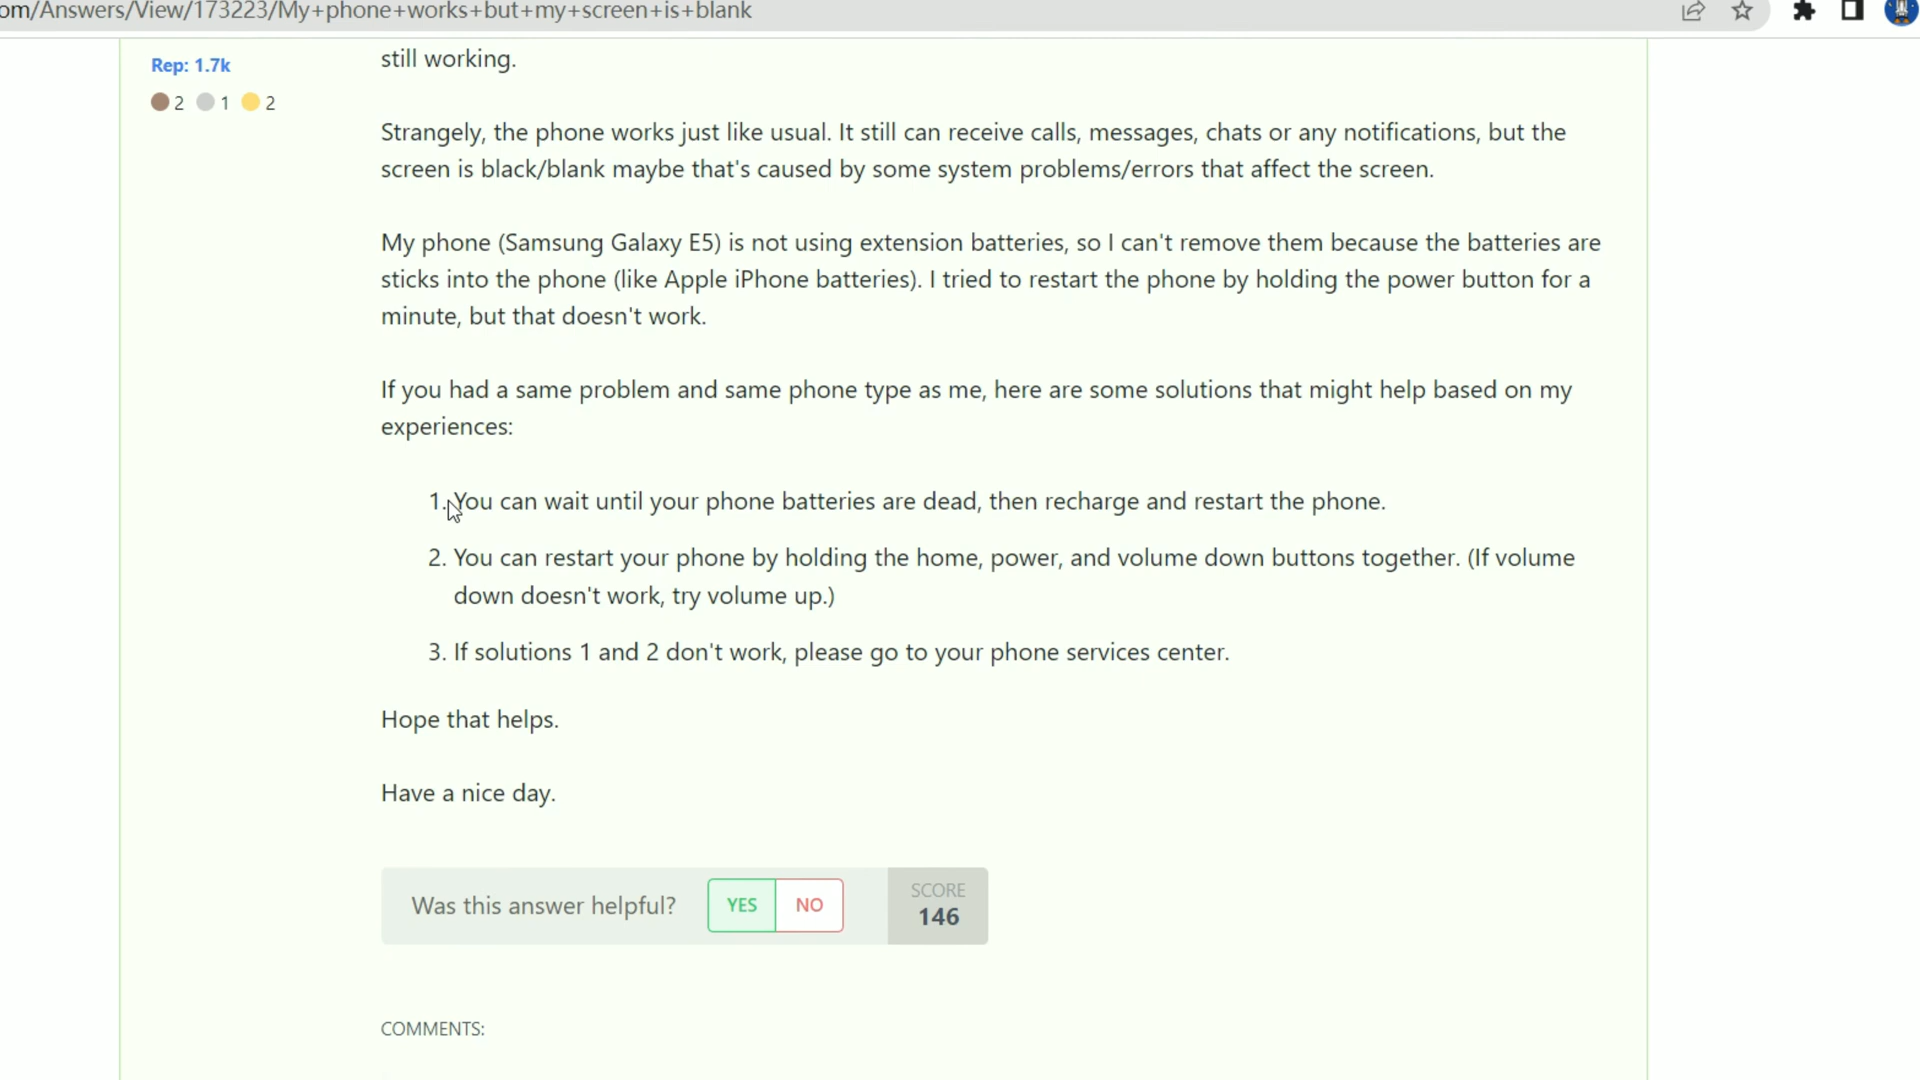 om/Answers/View/173223/My+phone+works+but+my+screen+is+blank
still working.
Rep: 1.7k
2 1 2
Strangely, the phone works just like usual. It still can receive calls, messages, chats or any notifications, but the
screen is black/blank maybe that's caused by some system problems/errors that affect the screen.
My phone (Samsung Galaxy E5) is not using extension batteries, so I can't remove them because the batteries are
sticks into the phone (like Apple iPhone batteries). I tried to restart the phone by holding the power button for a
minute, but that doesn't work.
If you had a same problem and same phone type as me, here are some solutions that might help based on my
experiences:
1. You can wait until your phone batteries are dead, then recharge and restart the phone.
2. You can restart your phone by holding the home, power, and volume down buttons together. (If volume
down doesn't work, try volume up.)
3. If solutions 1 and 2 don't work, please go to your phone services center.
Hope that helps.
Have a nice day.
Was this answer helpful? YES NO
SCORE
146
COMMENTS: